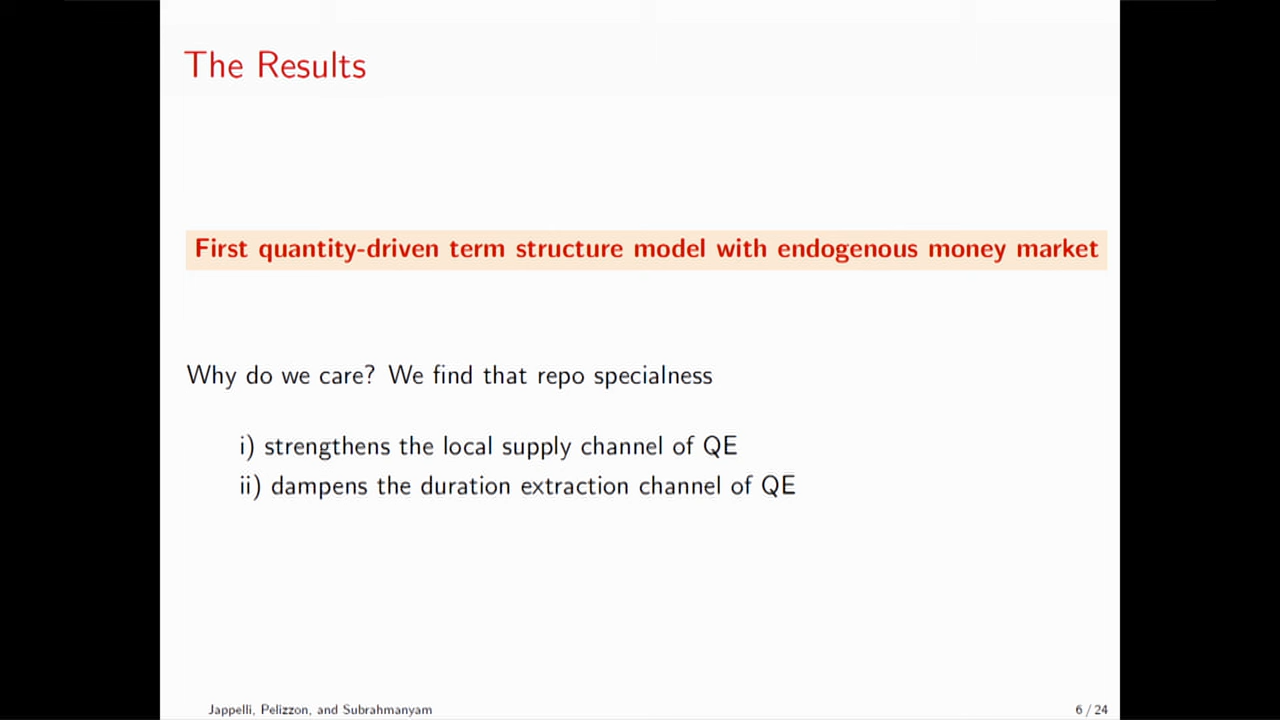 The Results
First quantity-driven term structure model with endogenous money market
Why do we care? We find that repo specialness
i) strengthens the local supply channel of QE
ii) dampens the duration extraction channel of QE
Jappelli, Pelizzon, and Subrahmanyam
6 / 24